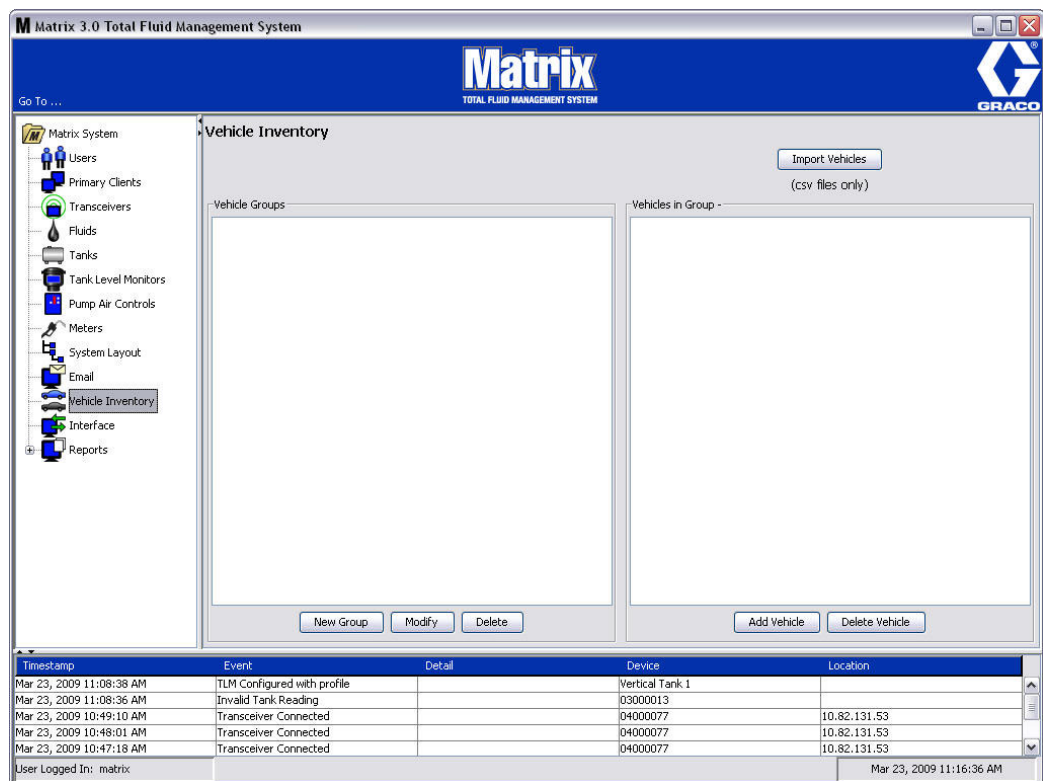 M Matrix 3.0 Total Fluid Management System
Matrix
TOTAL FLUID MANAGEMENT SYSTEM
Go To ...
GRACO
Matrix System
Users
Primary Clients
Transceivers
Fluids
Tanks
Tank Level Monitors
Pump Air Controls
Meters
System Layout
Email
Vehicle Inventory
Interface
Reports
Vehicle Inventory
Import Vehicles
(csv files only)
Vehicle Groups
Vehicles in Group -
New Group Modify Delete
Add Vehicle Delete Vehicle
Timestamp Event Detail Device Location
Mar 23, 2009 11:08:38 AM TLM Configured with profile Vertical Tank 1
Mar 23, 2009 11:08:36 AM Invalid Tank Reading 03000013
Mar 23, 2009 10:49:10 AM Transceiver Connected 04000077 10.82.131.53
Mar 23, 2009 10:48:01 AM Transceiver Connected 04000077 10.82.131.53
Mar 23, 2009 10:47:18 AM Transceiver Connected 04000077 10.82.131.53
User Logged In: matrix Mar 23, 2009 11:16:36 AM